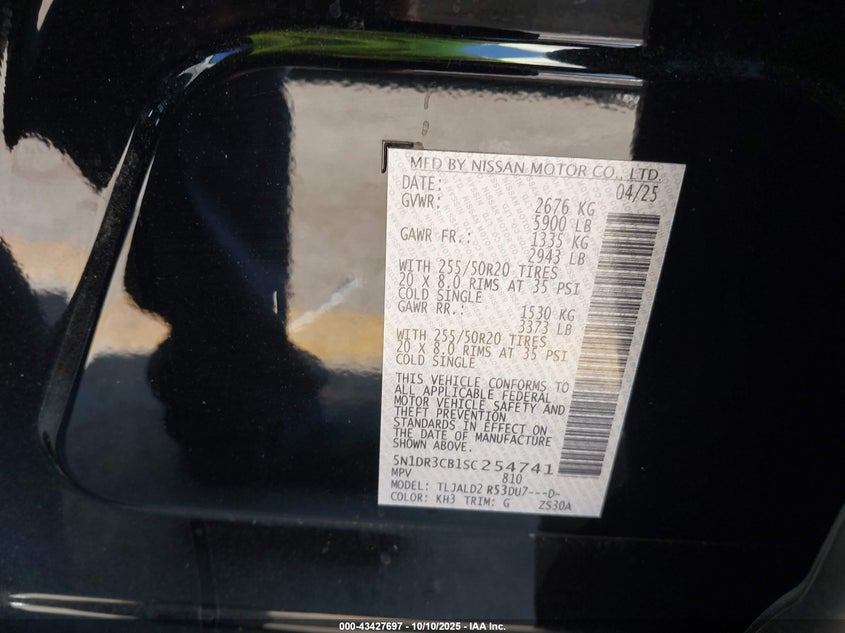 MFD BY NISSAN MOTOR CO., LTD.
DATE: 04/25
GVWR: 2676 KG
5900 LB
GAWR FR.: 1335 KG
2943 LB
WITH 255/50R20 TIRES
20 X 8.0 RIMS AT 35 PSI
COLD SINGLE
GAWR RR.: 1530 KG
3373 LB
WITH 255/50R20 TIRES
20 X 8.0 RIMS AT 35 PSI
COLD SINGLE
THIS VEHICLE CONFORMS TO
ALL APPLICABLE FEDERAL
MOTOR VEHICLE SAFETY AND
THEFT PREVENTION
STANDARDS IN EFFECT ON
THE DATE OF MANUFACTURE
SHOWN ABOVE.
5N1DR3CB1SC254741
MPV 810
MODEL: TLJALD2 R53DU7---D-
COLOR: KH3 TRIM: G ZS30A
000-43427697 - 10/10/2025 - IAA Inc.